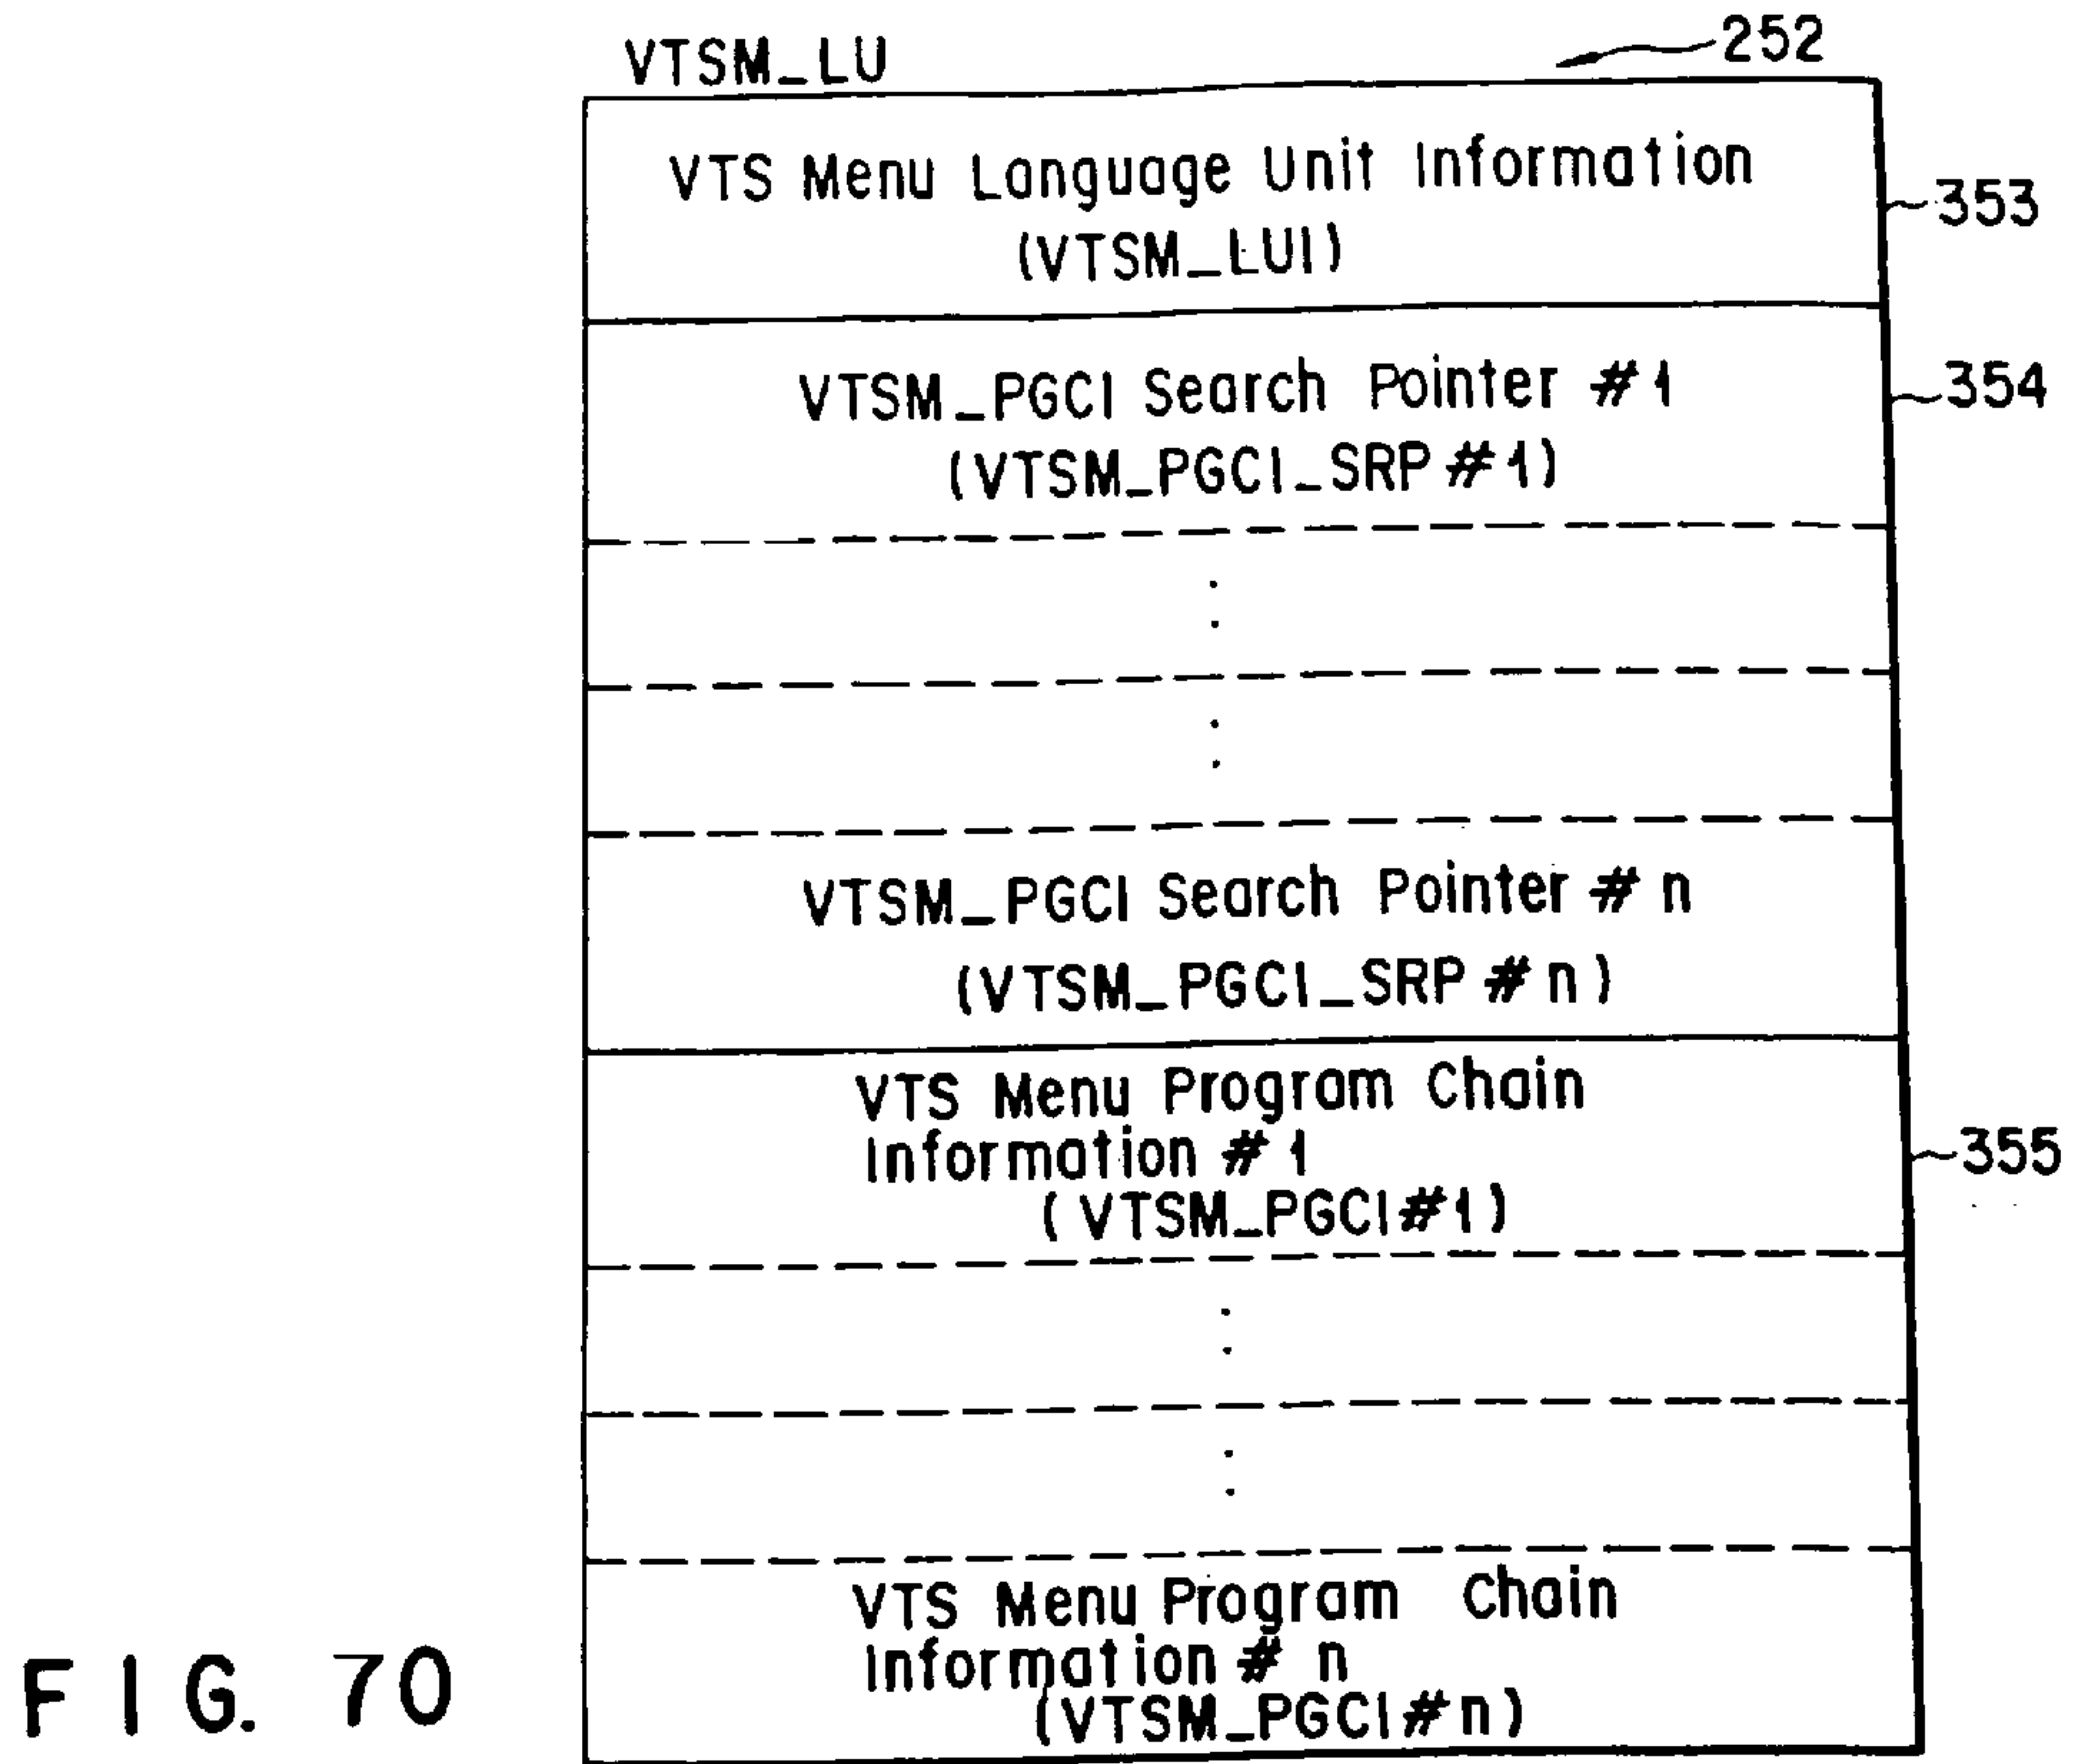 VTSM_LU
252
VTS Menu Language Unit Information
(VTSM_LUI)
353
VTSM_PGCI Search Pointer #1
(VTSM_PGCI_SRP #1)
354
VTSM_PGCI Search Pointer # n
(VTSM_PGCI_SRP # n)
VTS Menu Program Chain
Information # 1
(VTSM_PGCI #1)
355
VTS Menu Program Chain
Information # n
(VTSM_PGCI # n)
FIG. 70